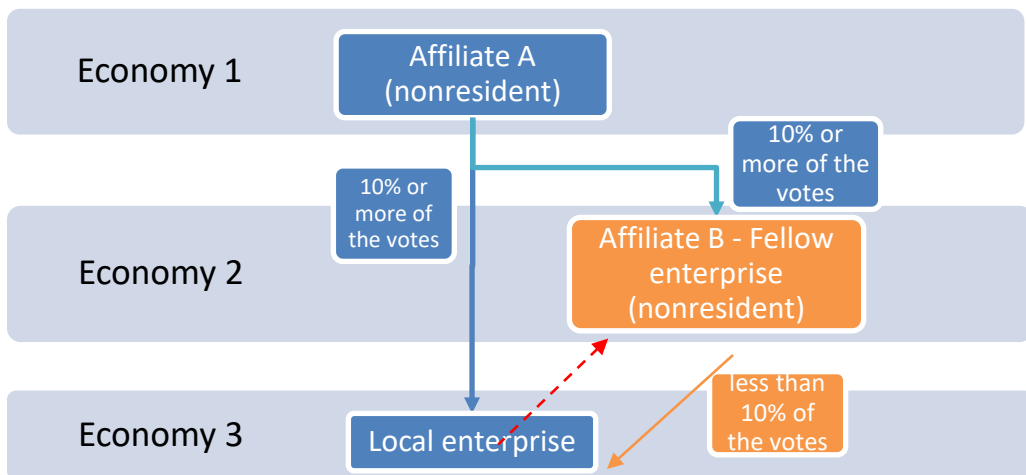 Economy 1
Affiliate A
(nonresident)
10% or
more of the
votes
10% or
more of
the votes
Economy 2
Affiliate B - Fellow
enterprise
(nonresident)
less than
10% of
the votes
Economy 3
Local enterprise